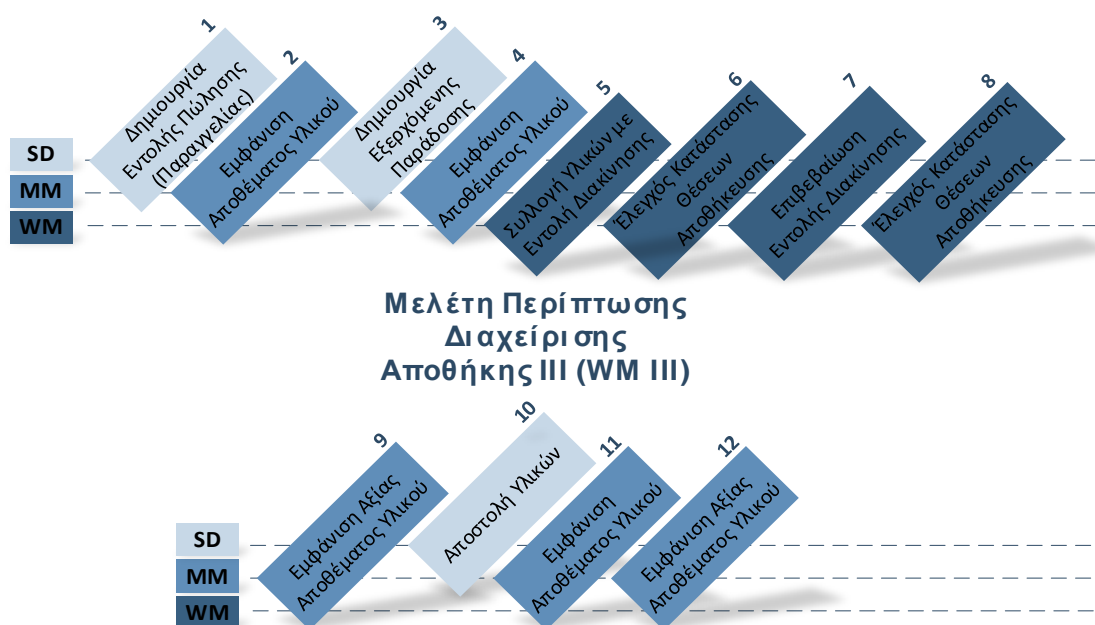 1
Δημιουργία
Εντολής Πώλησης
(Παραγγελίας)
2
Εμφάνιση
Αποθέματος Υλικού
3
Δημιουργία
Εξερχόμενης
Παράδοσης
4
Εμφάνιση
Αποθέματος Υλικού
5
Συλλογή Υλικών με
Εντολή Διακίνησης
6
Έλεγχός Κατάστασης
Θέσεων
Αποθήκευσης
7
Επιβεβαίωση
Εντολής Διακίνησης
8
Έλεγχός Κατάστασης
Θέσεων
Αποθήκευσης
SD
MM
WM
Μελέτη Περίπτωσης
Διαχείρισης
Αποθήκης III (WM III)
9
Εμφάνιση Αξίας
Αποθέματος Υλικού
10
Αποστολή Υλικών
11
Εμφάνιση
Αποθέματος Υλικού
12
Εμφάνιση Αξίας
Αποθέματος Υλικού
SD
MM
WM